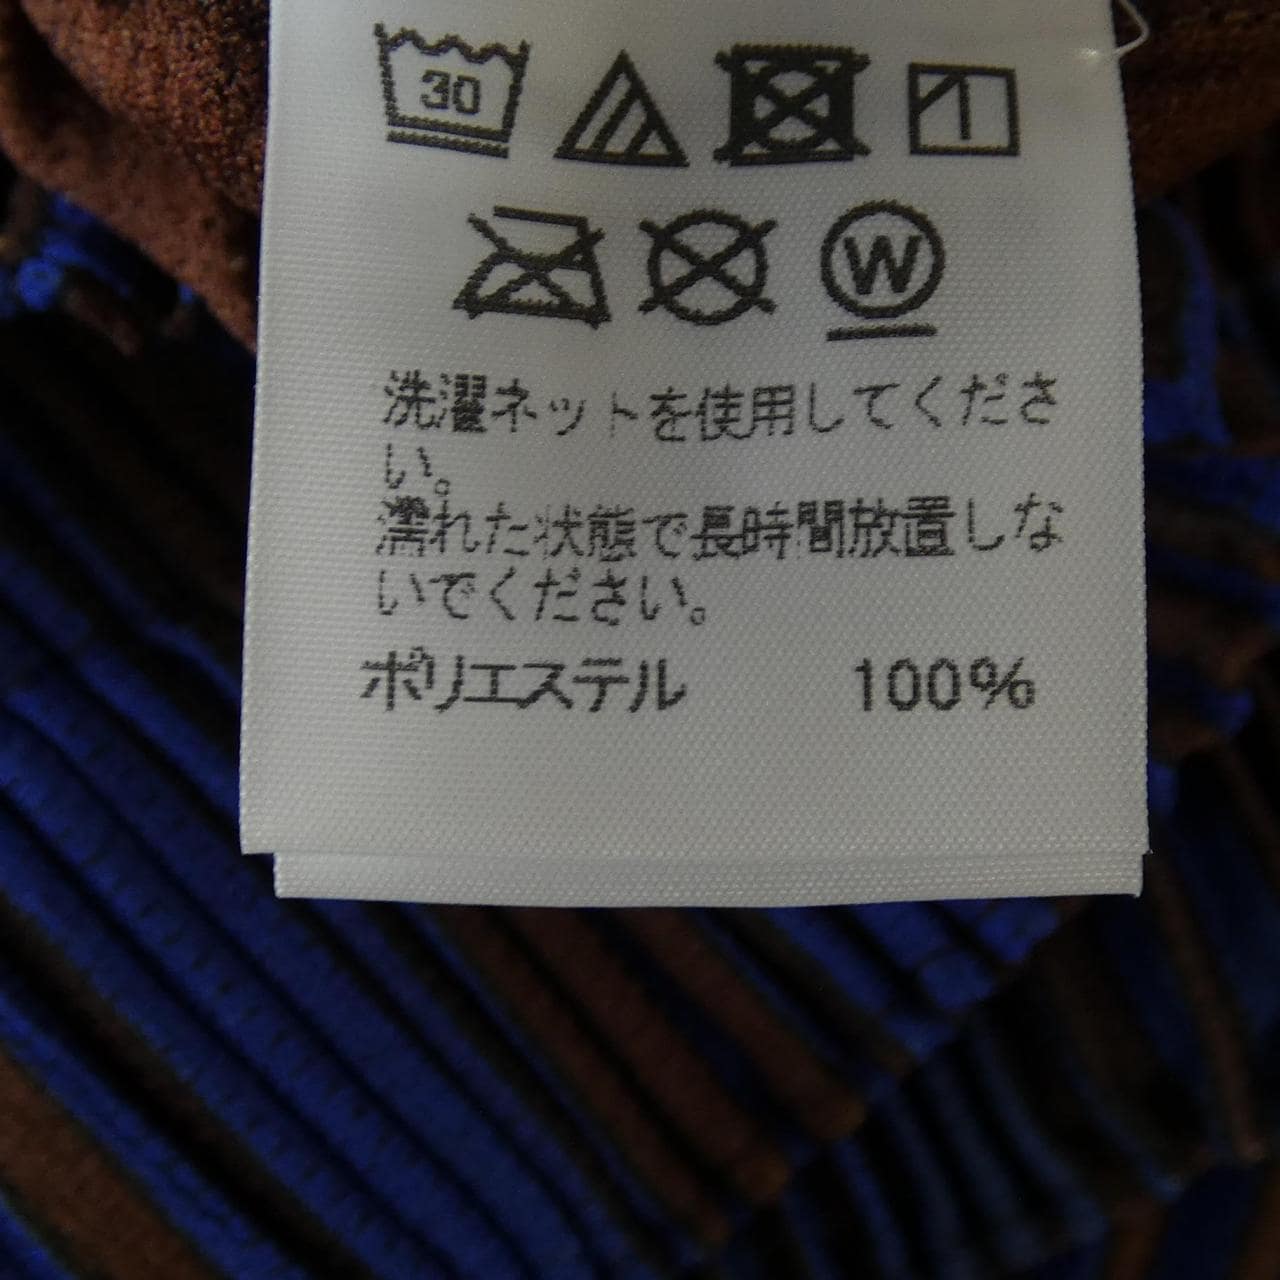 30
W
洗濯ネットを使用してくださ
い。
濡れた状態で長時間放置しな
いでください。
ポリエステル 100%